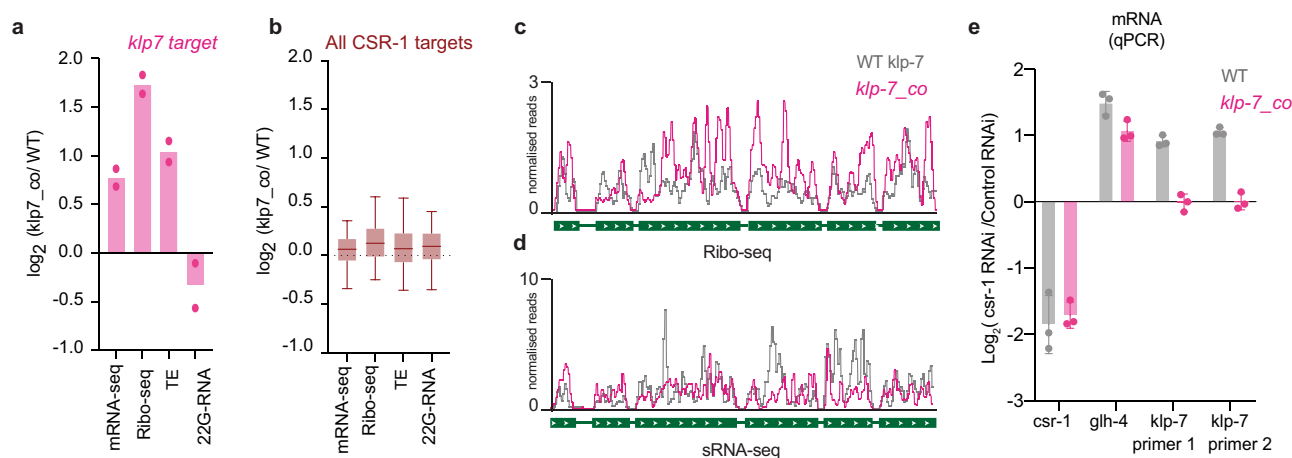 a
klp7 target
log2 (klp7_co/ WT)
2.0
1.5
1.0
0.5
0.0
-0.5
-1.0
mRNA-seq
Ribo-seq
TE
22G-RNA
b
All CSR-1 targets
log2 (klp7_co/ WT)
2.0
1.5
1.0
0.5
0.0
-0.5
-1.0
mRNA-seq
Ribo-seq
TE
22G-RNA
c
WT klp-7
klp-7_co
normalised reads
3
0
Ribo-seq
d
normalised reads
10
0
sRNA-seq
e
mRNA
(qPCR)
WT
klp-7_co
Log2( csr-1 RNAi /Control RNAi)
2
1
0
-1
-2
-3
csr-1
glh-4
klp-7
primer 1
klp-7
primer 2